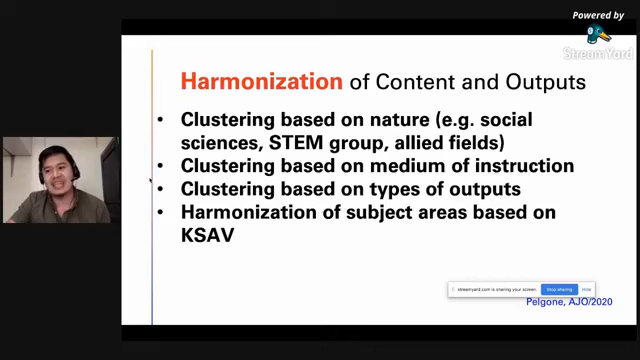 Powered by
StreamYard
Harmonization of Content and Outputs
• Clustering based on nature (e.g. social
sciences, STEM group, allied fields)
• Clustering based on medium of instruction
• Clustering based on types of outputs
• Harmonization of subject areas based on
KSAV
streamyard.com is sharing your screen. Stop sharing Hide
Pelgone, AJO/2020